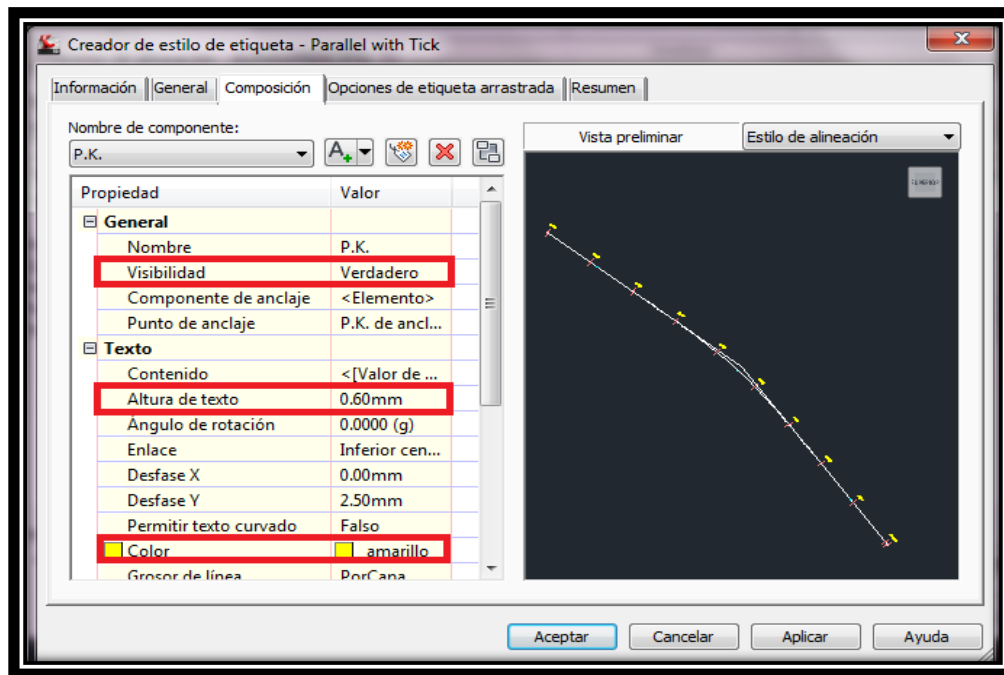 Creador de estilo de etiqueta - Parallel with Tick
Información General Composición Opciones de etiqueta arrastrada Resumen
Nombre de componente:
P.K.
Vista preliminar Estilo de alineación
Propiedad Valor
General
Nombre P.K.
Visibilidad Verdadero
Componente de anclaje <Elemento>
Punto de anclaje P.K. de ancl...
Texto
Contenido <[Valor de ...
Altura de texto 0.60mm
Ángulo de rotación 0.0000 (g)
Enlace Inferior cen...
Desfase X 0.00mm
Desfase Y 2.50mm
Permitir texto curvado Falso
Color amarillo
Grosor de línea PorCapa
Aceptar Cancelar Aplicar Ayuda